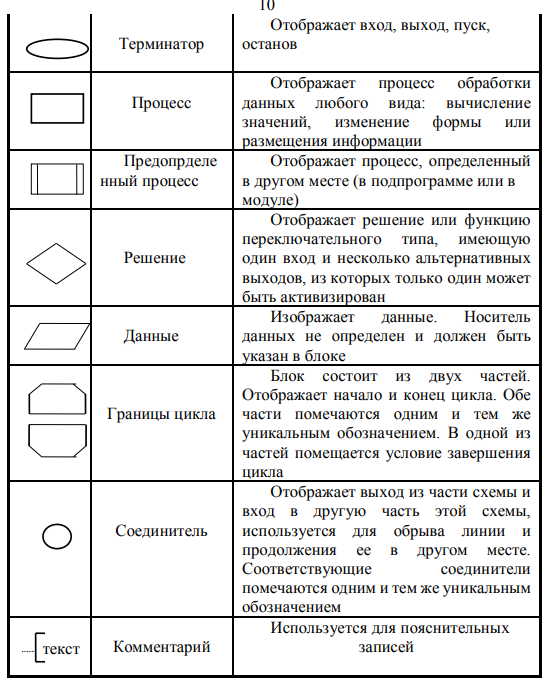 10
Терминатор
Отображает вход, выход, пуск,
останов
Процесс
Отображает процесс обработки
данных любого вида: вычисление
значений, изменение формы или
размещения информации
Предопрделе
нный процесс
Отображает процесс, определенный
в другом месте (в подпрограмме или в
модуле)
Решение
Отображает решение или функцию
переключательного типа, имеющую
один вход и несколько альтернативных
выходов, из которых только один может
быть активизирован
Данные
Изображает данные. Носитель
данных не определен и должен быть
указан в блоке
Границы цикла
Блок состоит из двух частей.
Отображает начало и конец цикла. Обе
части помечаются одним и тем же
уникальным обозначением. В одной из
частей помещается условие завершения
цикла
Соединитель
Отображает выход из части схемы и
вход в другую часть этой схемы,
используется для обрыва линии и
продолжения ее в другом месте.
Соответствующие соединители
помечаются одним и тем же уникальным
обозначением
текст
Комментарий
Используется для пояснительных
записей